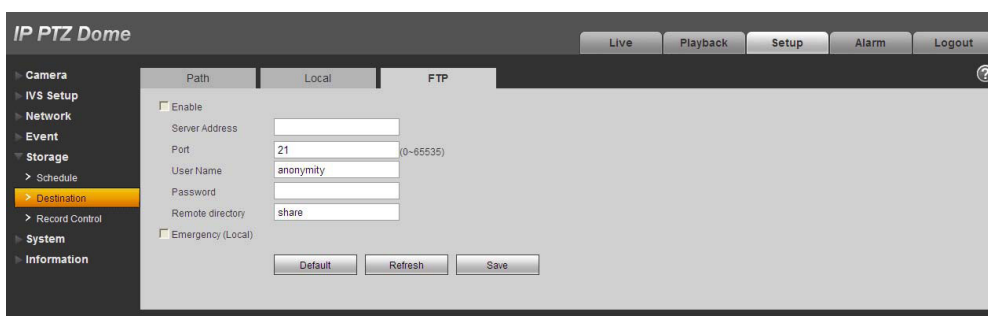 IP PTZ Dome
Live Playback Setup Alarm Logout
Camera
IVS Setup
Network
Event
Storage
Schedule
Destination
Record Control
System
Information
Path Local FTP
?
Enable
Server Address
Port 21 (0~65535)
User Name anonymity
Password
Remote directory share
Emergency (Local)
Default Refresh Save